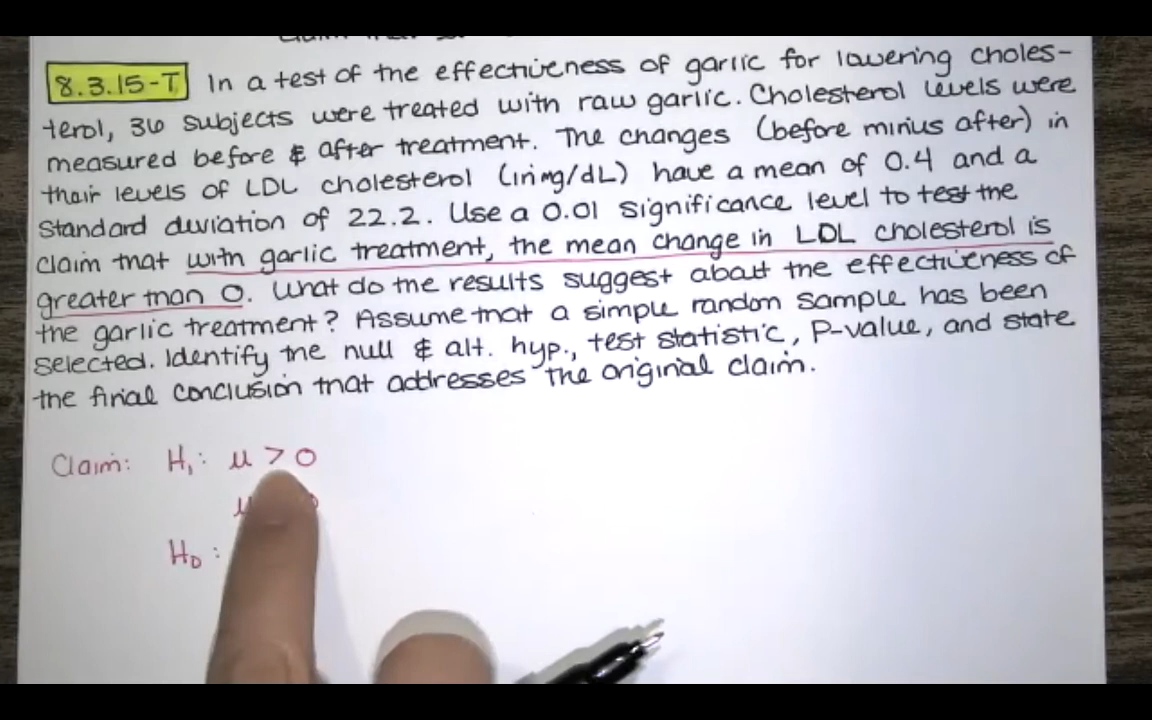 8.3.15-T In a test of the effectiveness of garlic for lowering choles-
terol, 36 subjects were treated with raw garlic. Cholesterol levels were
measured before & after treatment. The changes (before minus after) in
their levels of LDL cholesterol (in mg/dL) have a mean of 0.4 and a
standard deviation of 22.2. Use a 0.01 significance level to test the
claim that with garlic treatment, the mean change in LDL cholesterol is
greater than 0. What do the results suggest about the effectiveness of
the garlic treatment? Assume that a simple random sample has been
selected. Identify the null & alt. hyp., test statistic, P-value, and state
the final conclusion that addresses the original claim.
Claim: H₁: μ > 0
μ
H₀: